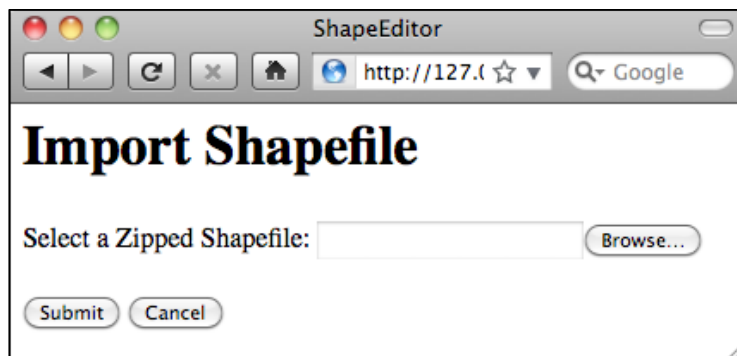 ShapeEditor
http://127.( Google
Import Shapefile
Select a Zipped Shapefile: Browse...
Submit Cancel